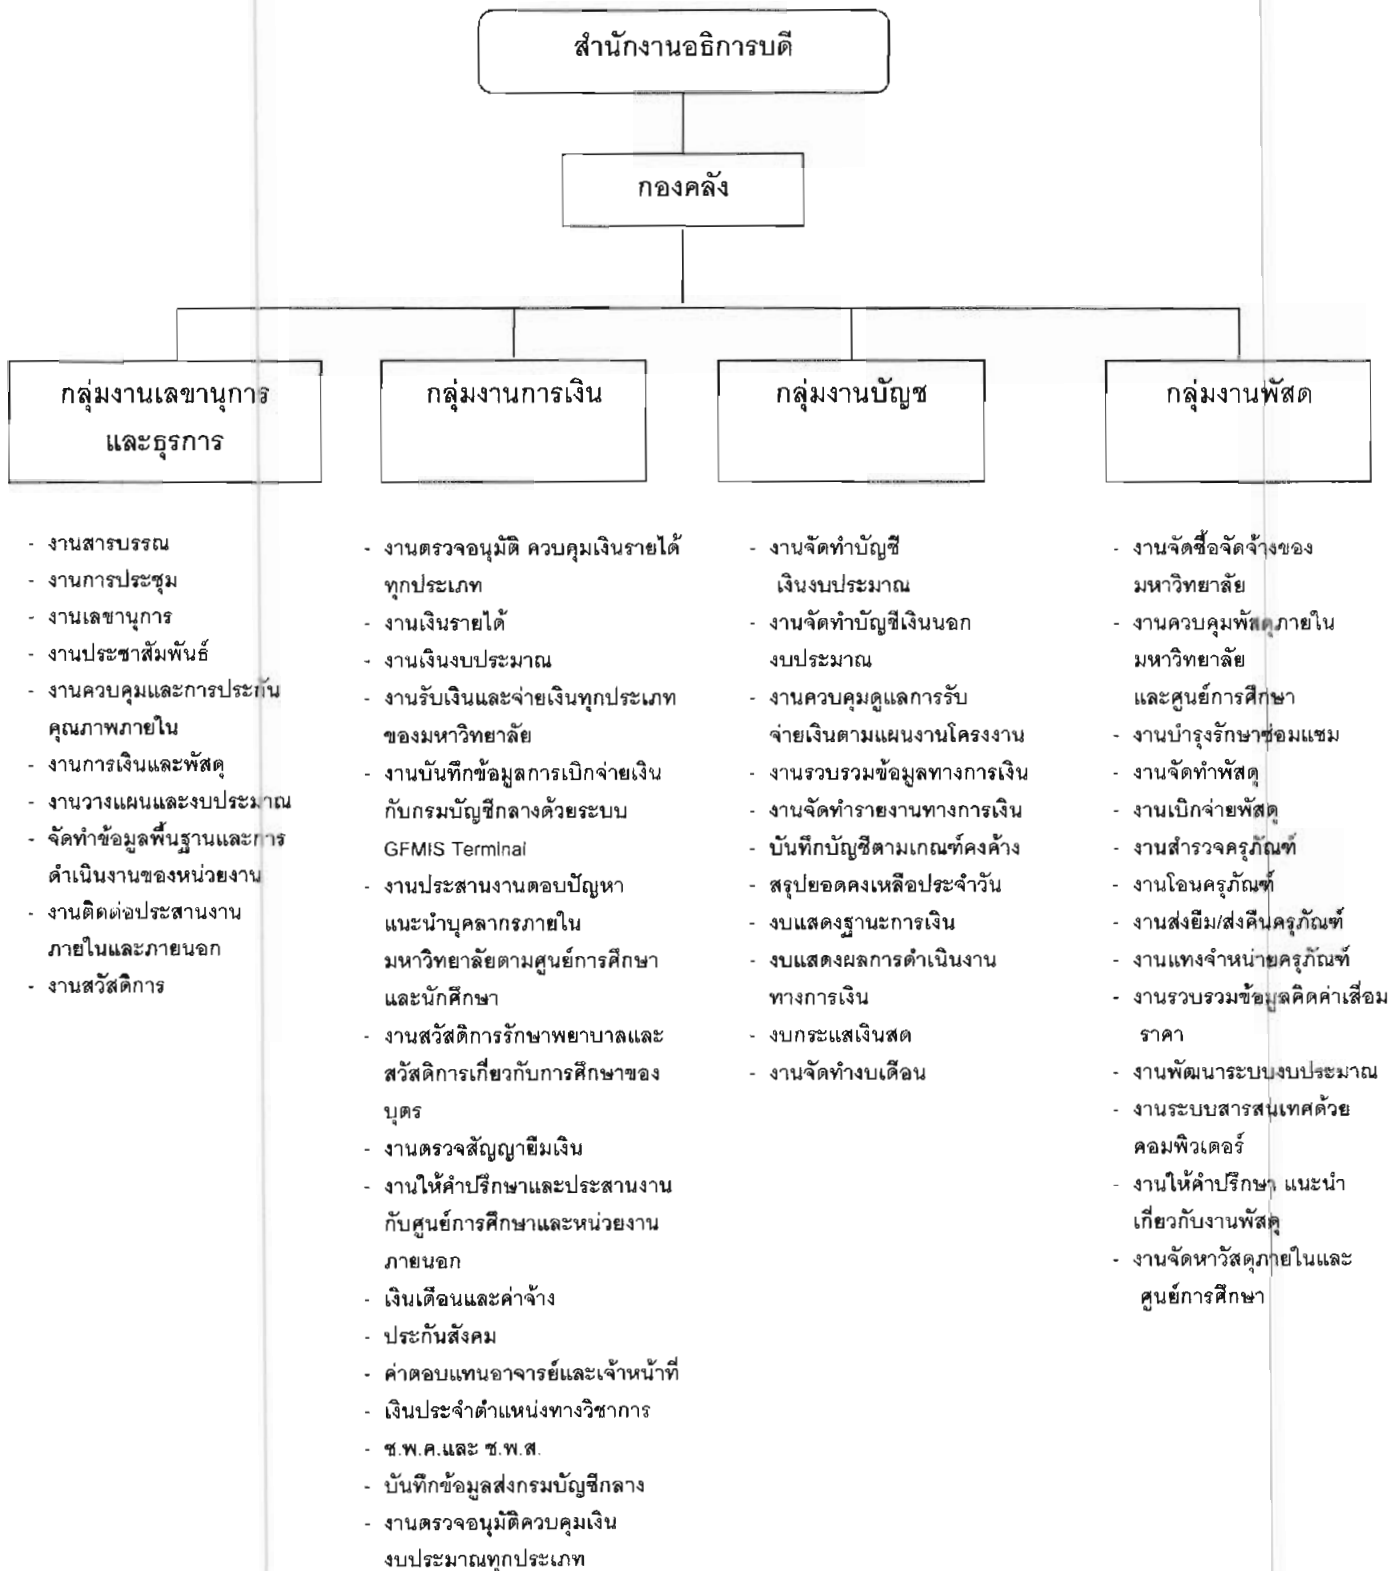 สำนักงานอธิการบดี
กองคลัง
กลุ่มงานเลขานุการ
และธุรการ
- งานสารบรรณ
- งานการประชุม
- งานเลขานุการ
- งานประชาสัมพันธ์
- งานควบคุมและการประกัน
คุณภาพภายใน
- งานการเงินและพัสดุ
- งานวางแผนและงบประมาณ
- จัดทำข้อมูลพื้นฐานและการ
ดำเนินงานของหน่วยงาน
- งานติดต่อประสานงาน
ภายในและภายนอก
- งานสวัสดิการ
กลุ่มงานการเงิน
- งานตรวจอนุมัติ ควบคุมเงินรายได้
ทุกประเภท
- งานเงินรายได้
- งานเงินงบประมาณ
- งานรับเงินและจ่ายเงินทุกประเภท
ของมหาวิทยาลัย
- งานบันทึกข้อมูลการเบิกจ่ายเงิน
กับกรมบัญชีกลางด้วยระบบ
GFMIS Terminal
- งานประสานงานตอบปัญหา
แนะนำบุคลากรภายใน
มหาวิทยาลัยตามศูนย์การศึกษา
และนักศึกษา
- งานสวัสดิการรักษาพยาบาลและ
สวัสดิการเกี่ยวกับการศึกษาของ
บุตร
- งานตรวจสัญญายืมเงิน
- งานให้คำปรึกษาและประสานงาน
กับศูนย์การศึกษาและหน่วยงาน
ภายนอก
- เงินเดือนและค่าจ้าง
- ประกันสังคม
- ค่าตอบแทนอาจารย์และเจ้าหน้าที่
- เงินประจำตำแหน่งทางวิชาการ
- ช.พ.ค.และ ช.พ.ส.
- บันทึกข้อมูลส่งกรมบัญชีกลาง
- งานตรวจอนุมัติควบคุมเงิน
งบประมาณทุกประเภท
กลุ่มงานบัญช
- งานจัดทำบัญชี
เงินงบประมาณ
- งานจัดทำบัญชีเงินนอก
งบประมาณ
- งานควบคุมดูแลการรับ
จ่ายเงินตามแผนงานโครงงาน
- งานรวบรวมข้อมูลทางการเงิน
- งานจัดทำรายงานทางการเงิน
- บันทึกบัญชีตามเกณฑ์คงค้าง
- สรุปยอดคงเหลือประจำวัน
- งบแสดงฐานะการเงิน
- งบแสดงผลการดำเนินงาน
ทางการเงิน
- งบกระแสเงินสด
- งานจัดทำงบเดือน
กลุ่มงานพัสด
- งานจัดซื้อจัดจ้างของ
มหาวิทยาลัย
- งานควบคุมพัสดุภายใน
มหาวิทยาลัย
และศูนย์การศึกษา
- งานบำรุงรักษาซ่อมแซม
- งานจัดทำพัสดุ
- งานเบิกจ่ายพัสดุ
- งานสำรวจครุภัณฑ์
- งานโอนครุภัณฑ์
- งานส่งยืม/ส่งคืนครุภัณฑ์
- งานแทงจำหน่ายครุภัณฑ์
- งานรวบรวมข้อมูลคิดค่าเสื่อม
ราคา
- งานพัฒนาระบบงบประมาณ
- งานระบบสารสนเทศด้วย
คอมพิวเตอร์
- งานให้คำปรึกษา แนะนำ
เกี่ยวกับงานพัสดุ
- งานจัดหาวัสดุภายในและ
ศูนย์การศึกษา